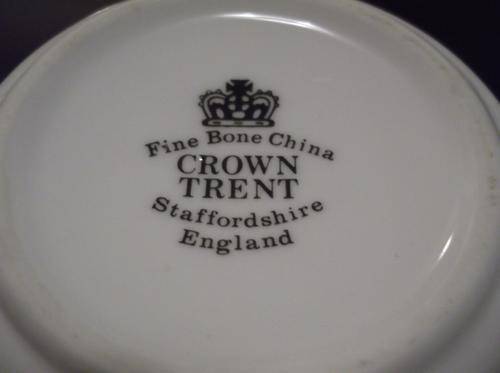 Fine Bone China
CROWN
TRENT
Staffordshire
England